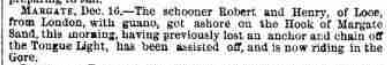 MARGATE, Dec. 16.—The schooner Robert and Henry, of Looe,
from London, with guano, got ashore on the Hook of Margate
Sand, this morning, having previously lost an anchor and chain off
the Tongue Light, has been assisted off, and is now riding in the
Gore.